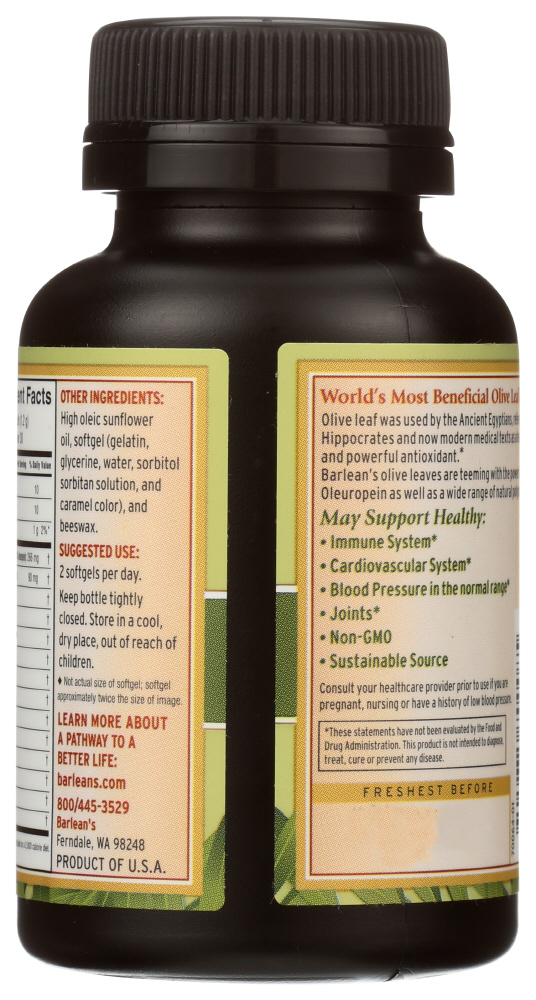 Facts
% Daily Value
10
10
1 g 2%*
†
90 mg †
†
†
†
†
†
†
†
†
OTHER INGREDIENTS:
High oleic sunflower
oil, softgel (gelatin,
glycerine, water, sorbitol
sorbitan solution, and
caramel color), and
beeswax.
SUGGESTED USE:
2 softgels per day.
Keep bottle tightly
closed. Store in a cool,
dry place, out of reach of
children.
♦ Not actual size of softgel; softgel
approximately twice the size of image.
LEARN MORE ABOUT
A PATHWAY TO A
BETTER LIFE:
barleans.com
800/445-3529
Barlean's
Ferndale, WA 98248
PRODUCT OF U.S.A.
World's Most Beneficial Olive
Olive leaf was used by the Ancient Egyptians,
Hippocrates and now modern medical texts
and powerful antioxidant.*
Barlean's olive leaves are teeming with the
Oleuropein as well as a wide range of natural
May Support Healthy:
• Immune System*
• Cardiovascular System*
• Blood Pressure in the normal range*
• Joints*
• Non-GMO
• Sustainable Source
Consult your healthcare provider prior to use if you are
pregnant, nursing or have a history of low blood pressure.
*These statements have not been evaluated by the Food and
Drug Administration. This product is not intended to diagnose,
treat, cure or prevent any disease.
FRESHEST BEFORE